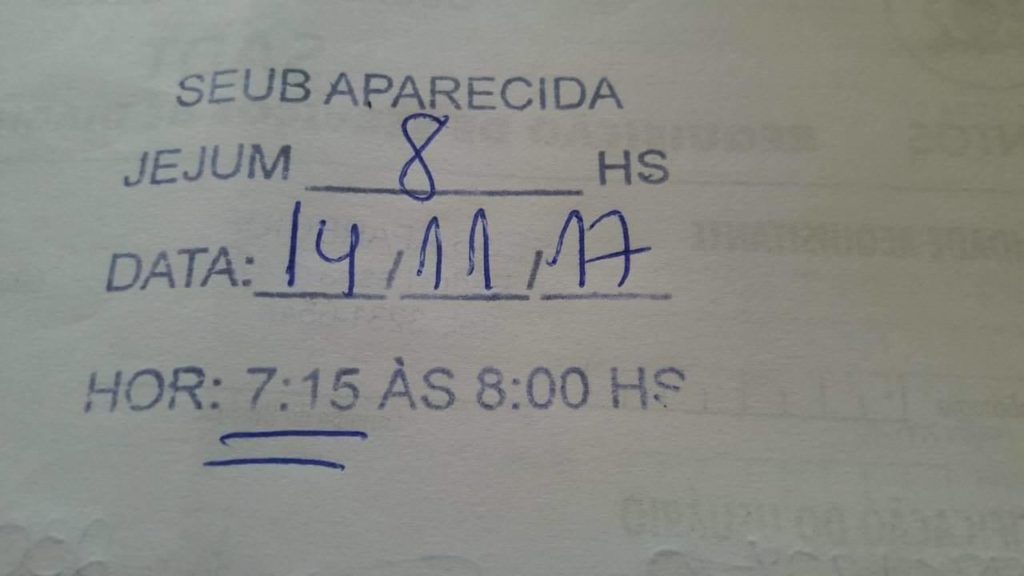 SEUB APARECIDA
JEJUM 8 HS
DATA: 14/11/17
HOR: 7:15 ÀS 8:00 HS